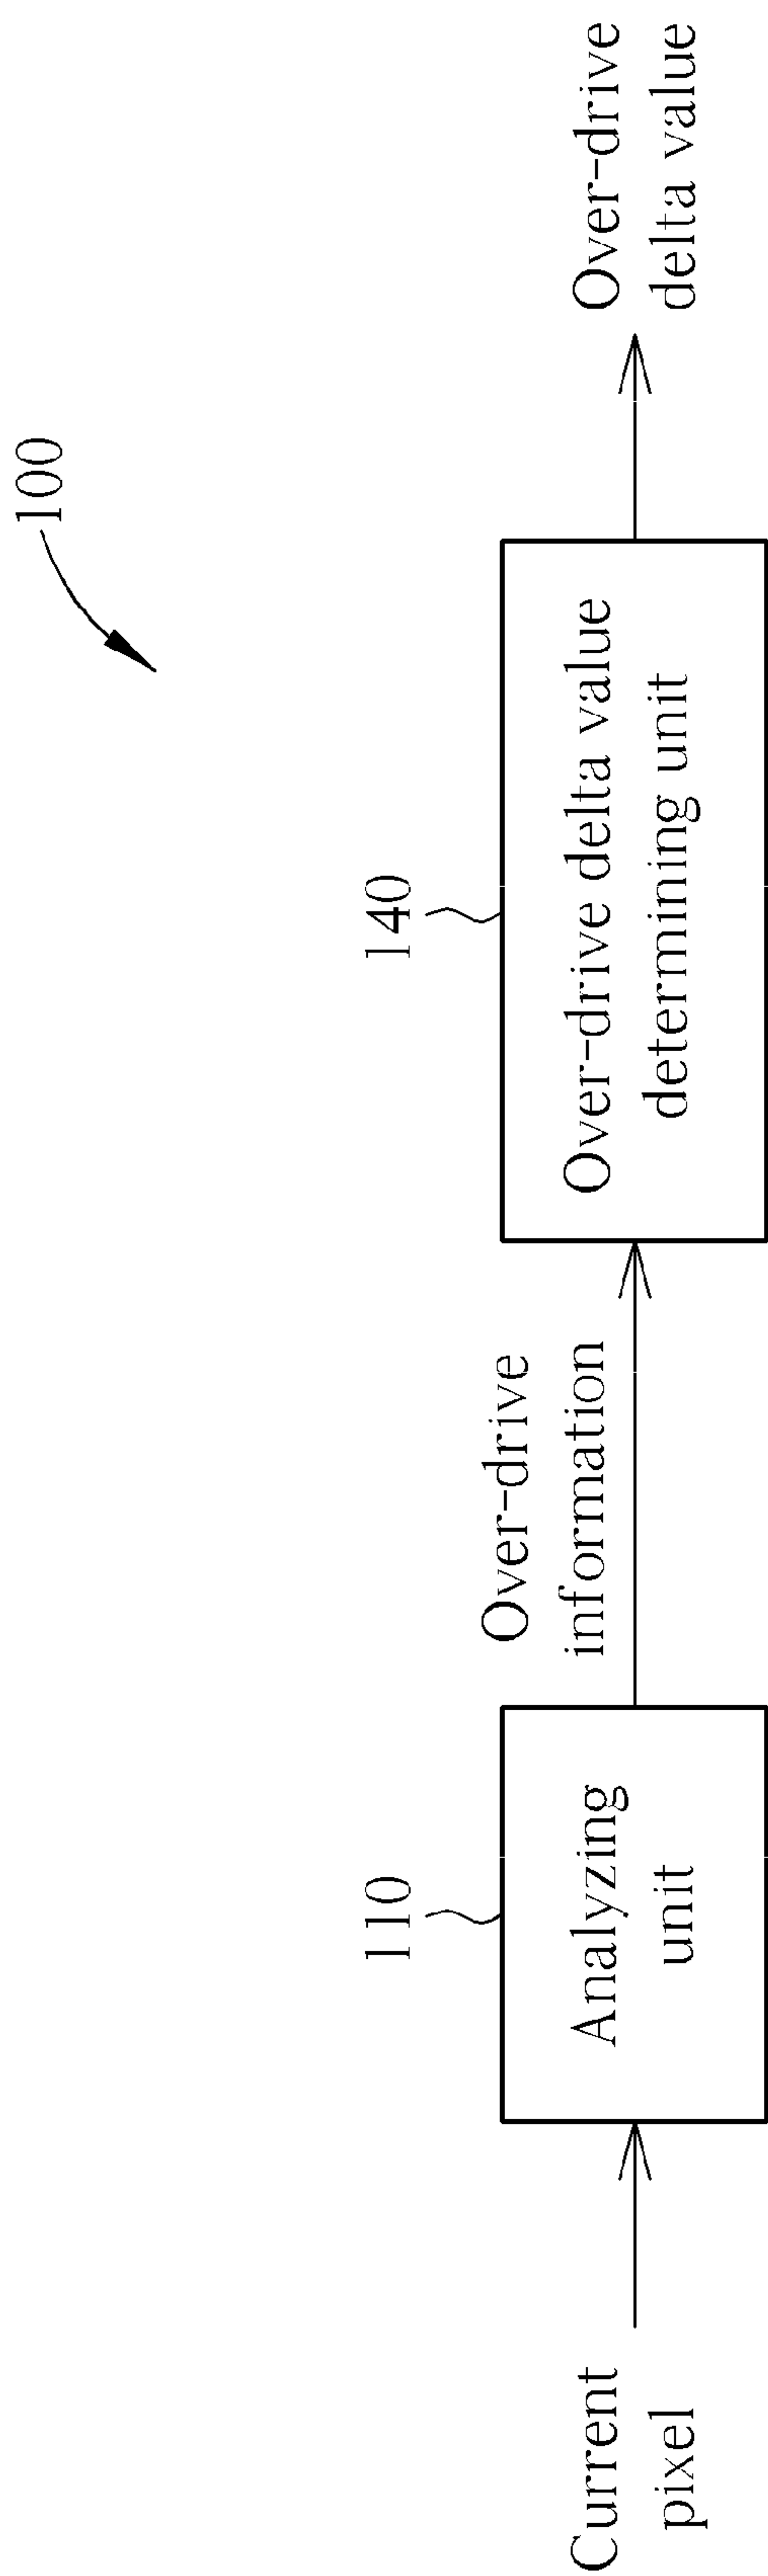 100
Current
pixel
110
Analyzing
unit
Over-drive
information
140
Over-drive delta value
determining unit
Over-drive
delta value